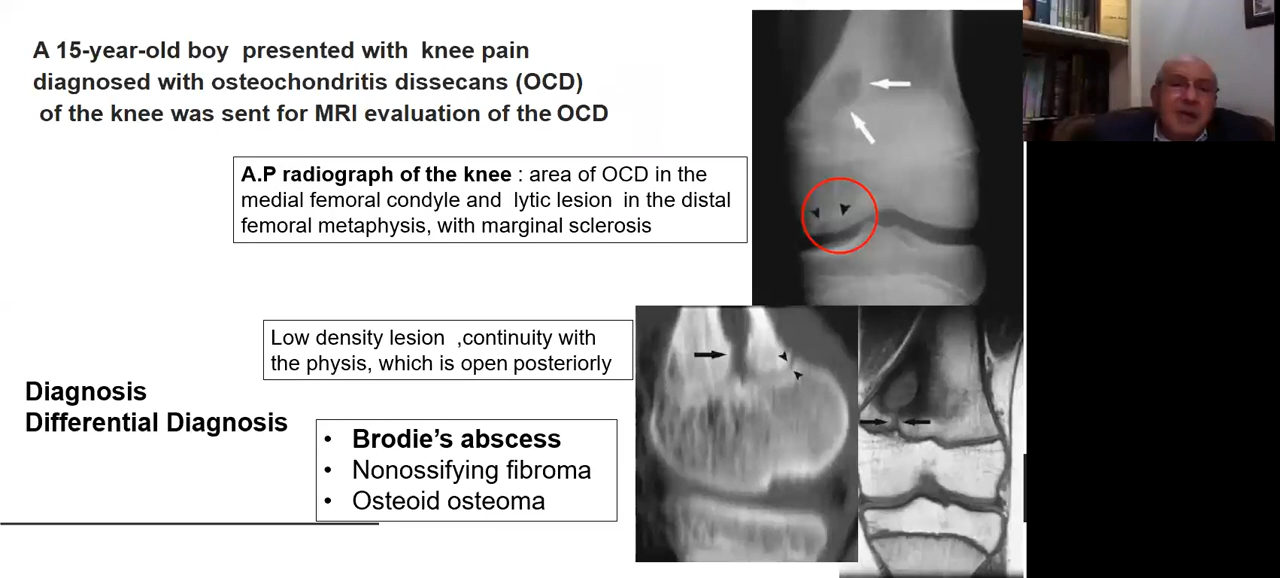 A 15-year-old boy presented with knee pain
diagnosed with osteochondritis dissecans (OCD)
of the knee was sent for MRI evaluation of the OCD
A.P radiograph of the knee : area of OCD in the
medial femoral condyle and lytic lesion in the distal
femoral metaphysis, with marginal sclerosis
Low density lesion ,continuity with
the physis, which is open posteriorly
Diagnosis
Differential Diagnosis
• Brodie’s abscess
• Nonossifying fibroma
• Osteoid osteoma